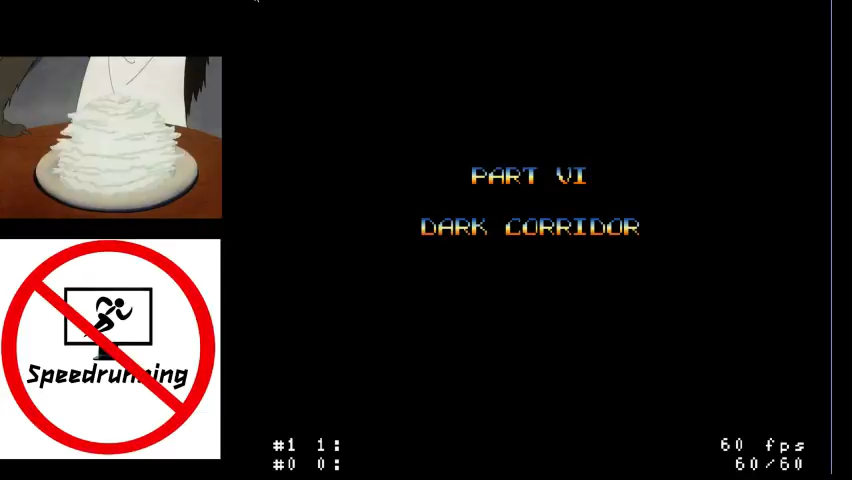 PART VI
DARK CORRIDOR
Speedrunning
#1 1:
#0 0:
60 fps
60/60